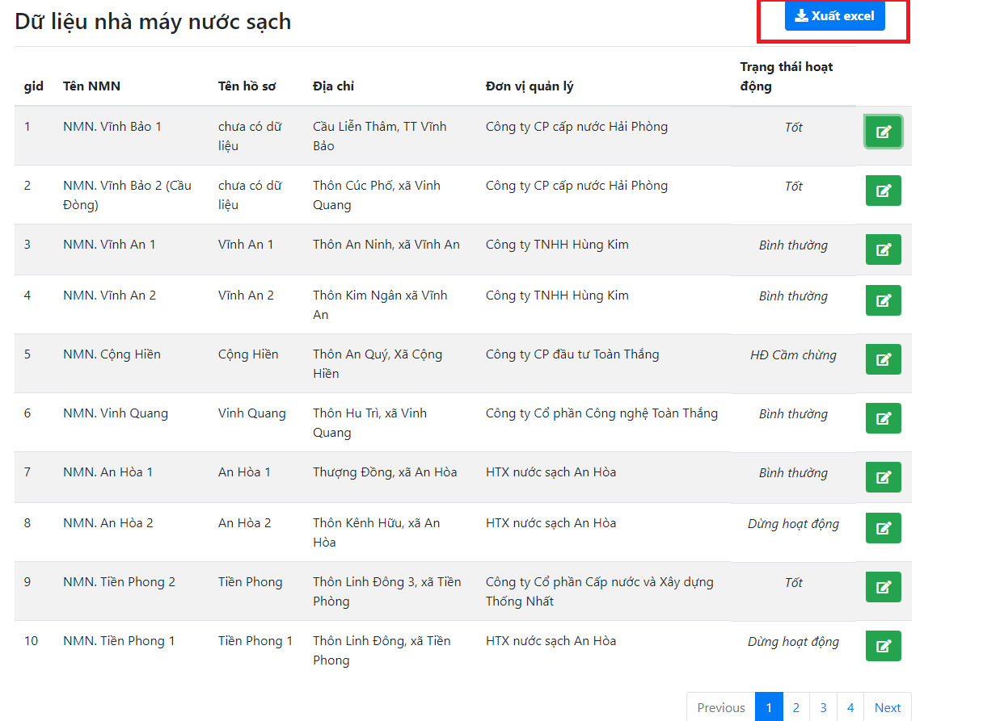 Dữ liệu nhà máy nước sạch
Xuất excel
gid Tên NMN Tên hồ sơ Địa chỉ Đơn vị quản lý Trạng thái hoạt
động
1 NMN. Vĩnh Bảo 1 chưa có dữ Cầu Liễn Thâm, TT Vĩnh Công ty CP cấp nước Hải Phòng Tốt
liệu Bảo
2 NMN. Vĩnh Bảo 2 (Cầu chưa có dữ Thôn Cúc Phố, xã Vinh Công ty CP cấp nước Hải Phòng Tốt
Đòng) liệu Quang
3 NMN. Vĩnh An 1 Vĩnh An 1 Thôn An Ninh, xã Vĩnh An Công ty TNHH Hùng Kim Bình thường
4 NMN. Vĩnh An 2 Vĩnh An 2 Thôn Kim Ngân xã Vĩnh Công ty TNHH Hùng Kim Bình thường
An
5 NMN. Cộng Hiền Cộng Hiền Thôn An Quý, Xã Cộng Công ty CP đầu tư Toàn Thắng HĐ Cầm chừng
Hiền
6 NMN. Vinh Quang Vinh Quang Thôn Hu Trì, xã Vinh Công ty Cổ phần Công nghệ Toàn Thắng Bình thường
Quang
7 NMN. An Hòa 1 An Hòa 1 Thượng Đồng, xã An Hòa HTX nước sạch An Hòa Bình thường
8 NMN. An Hòa 2 An Hòa 2 Thôn Kênh Hữu, xã An HTX nước sạch An Hòa Dừng hoạt động
Hòa
9 NMN. Tiền Phong 2 Tiền Phong Thôn Linh Đông 3, xã Tiền Công ty Cổ phần Cấp nước và Xây dựng Tốt
Phòng Thống Nhất
10 NMN. Tiền Phong 1 Tiền Phong 1 Thôn Linh Đông, xã Tiền HTX nước sạch An Hòa Dừng hoạt động
Phong
Previous 1 2 3 4 Next